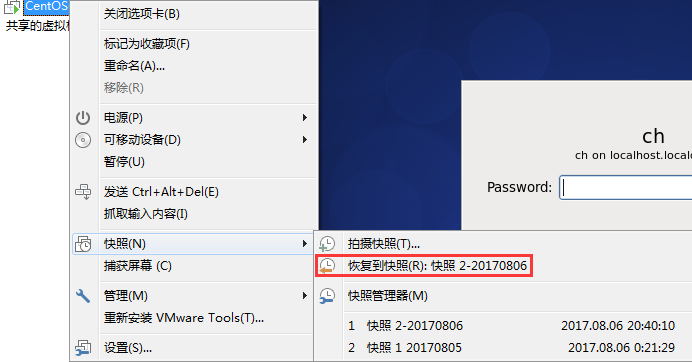 CentOS
共享的虚拟
关闭选项卡(B)
标记为收藏项(F)
重命名(A)...
移除(R)
电源(P)
可移动设备(D)
暂停(U)
发送 Ctrl+Alt+Del(E)
抓取输入内容(I)
快照(N)
捕获屏幕 (C)
管理(M)
重新安装 VMware Tools(T)...
设置(S)...
ch
ch on localhost.local
Password:
拍摄快照(T)...
恢复到快照(R): 快照 2-20170806
快照管理器(M)
1 快照 2-20170806 2017.08.06 20:40:10
2 快照 1 20170805 2017.08.06 0:21:29